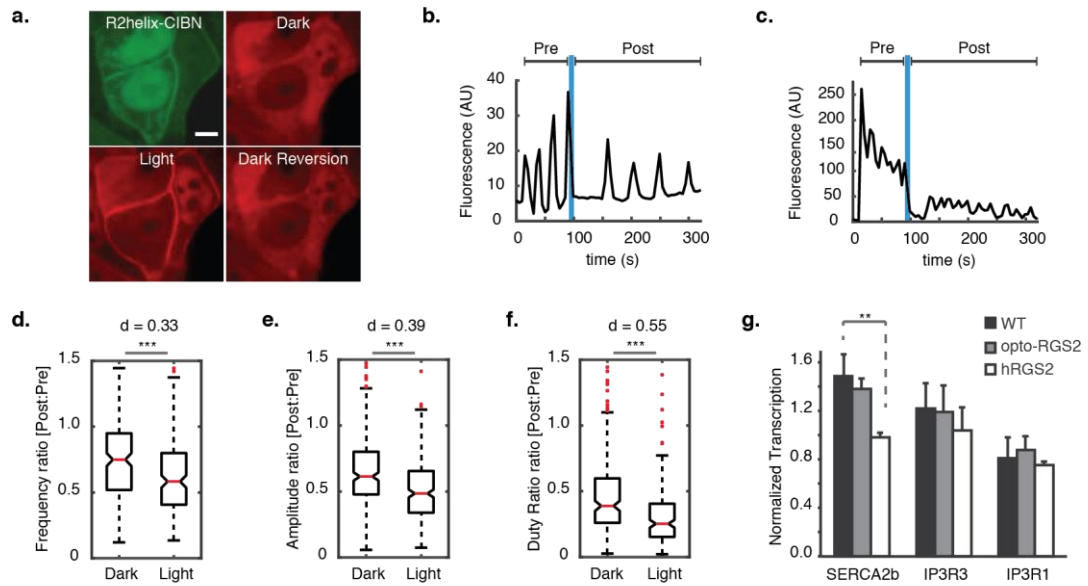 a.
R2helix-CIBN
Dark
Light
Dark Reversion
b.
Pre
Post
Fluorescence (AU)
40
30
20
10
0
0
100
200
300
time (s)
c.
Pre
Post
Fluorescence (AU)
250
200
150
100
50
0
0
100
200
300
time (s)
d.
d = 0.33
***
Frequency ratio [Post:Pre]
1.5
1.0
0.5
0
Dark
Light
e.
d = 0.39
***
Amplitude ratio [Post:Pre]
1.5
1.0
0.5
0
Dark
Light
f.
d = 0.55
***
Duty Ratio ratio [Post:Pre]
1.5
1.0
0.5
0
Dark
Light
g.
WT
opto-RGS2
hRGS2
**
Normalized Transcription
1.6
1.2
0.8
0.4
0.0
SERCA2b
IP3R3
IP3R1